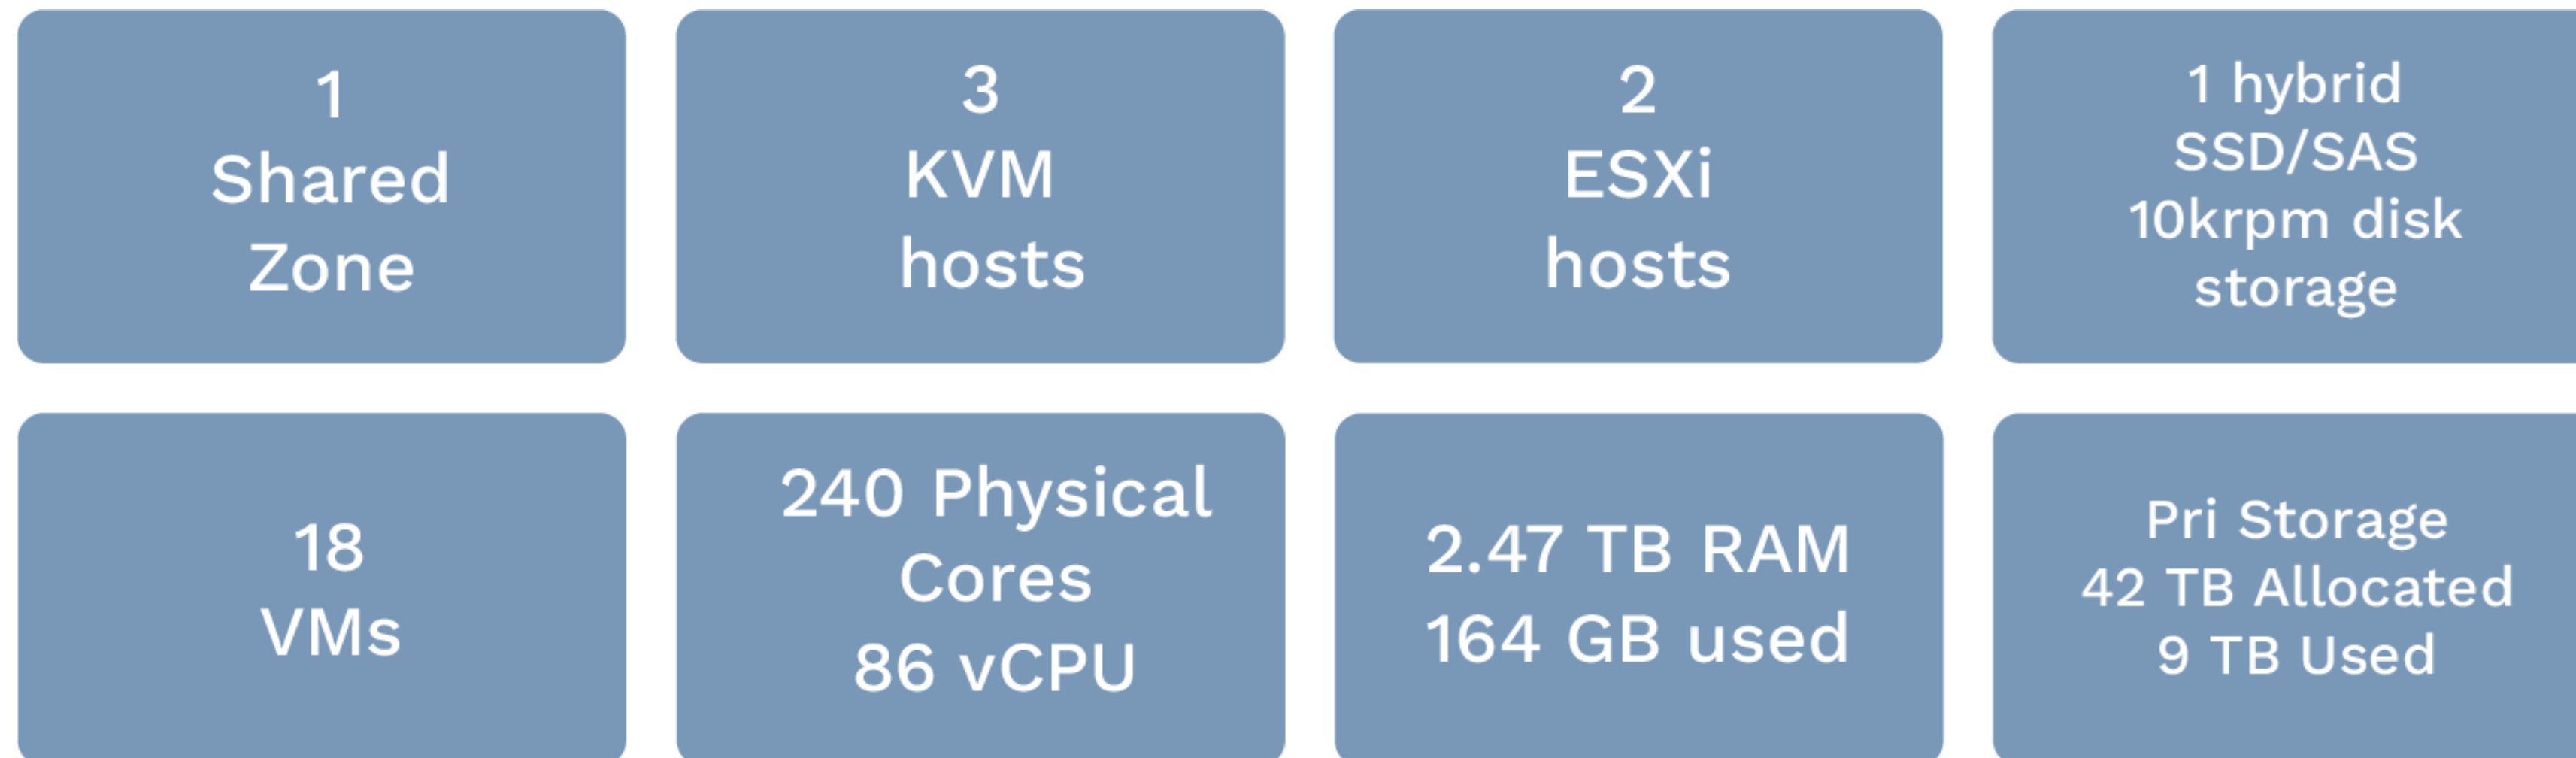 1
Shared
Zone
3
KVM
hosts
2
ESXi
hosts
1 hybrid
SSD/SAS
10krpm disk
storage
18
VMs
240 Physical
Cores
86 vCPU
2.47 TB RAM
164 GB used
Pri Storage
42 TB Allocated
9 TB Used